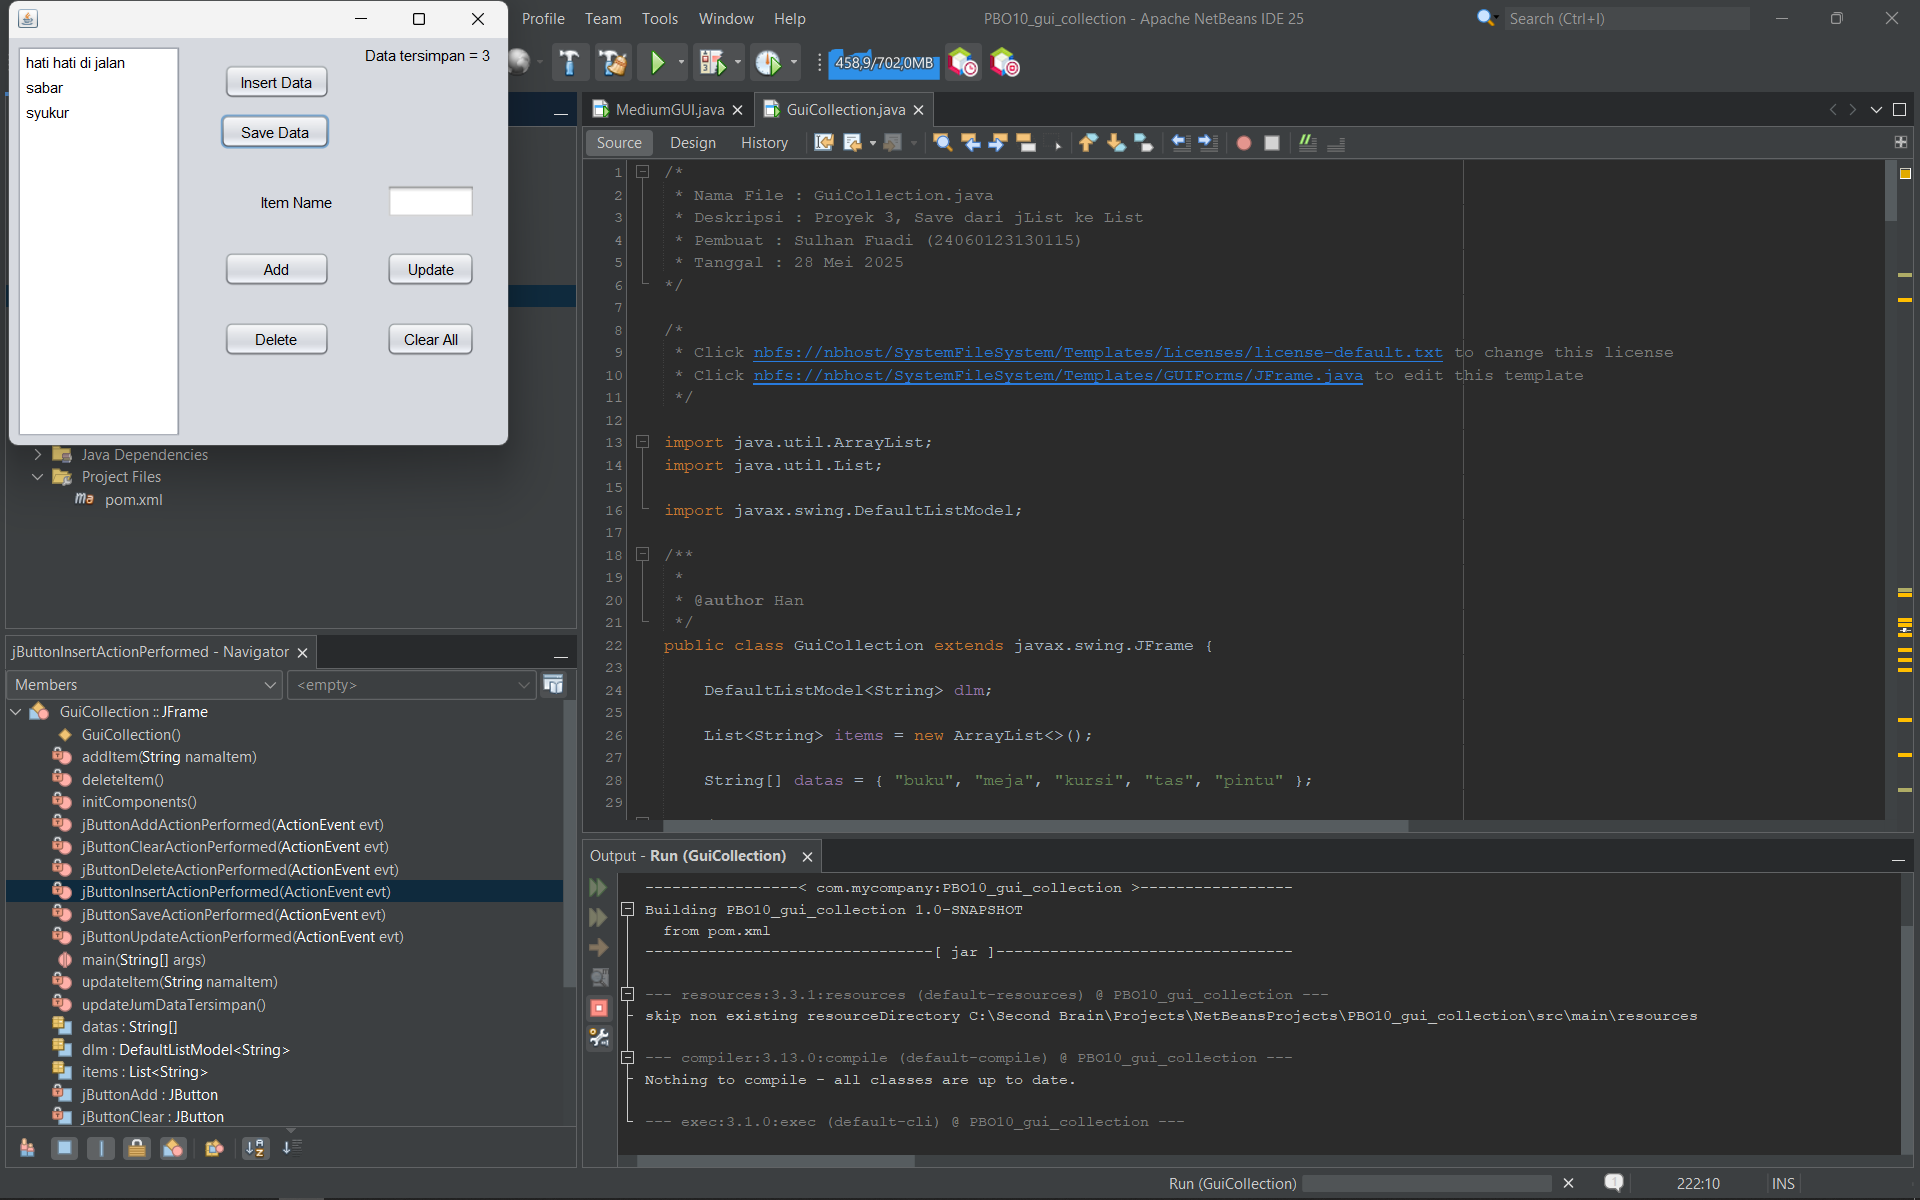 Profile Team Tools Window Help
PBO10_gui_collection - Apache NetBeans IDE 25
Search (Ctrl+I)
458,9/702,0MB
hati hati di jalan
sabar
syukur
Data tersimpan = 3
Insert Data
Save Data
Item Name
Add
Update
Delete
Clear All
Java Dependencies
Project Files
pom.xml
jButtonInsertActionPerformed - Navigator
Members
<empty>
GuiCollection :: JFrame
GuiCollection()
addItem(String namaItem)
deleteItem()
initComponents()
jButtonAddActionPerformed(ActionEvent evt)
jButtonClearActionPerformed(ActionEvent evt)
jButtonDeleteActionPerformed(ActionEvent evt)
jButtonInsertActionPerformed(ActionEvent evt)
jButtonSaveActionPerformed(ActionEvent evt)
jButtonUpdateActionPerformed(ActionEvent evt)
main(String[] args)
updateItem(String namaItem)
updateJumDataTersimpan()
datas : String[]
dlm : DefaultListModel<String>
items : List<String>
jButtonAdd : JButton
jButtonClear : JButton
MediumGUI.java
GuiCollection.java
Source Design History
1 /*
2 * Nama File : GuiCollection.java
3 * Deskripsi : Proyek 3, Save dari jList ke List
4 * Pembuat : Sulhan Fuadi (24060123130115)
5 * Tanggal : 28 Mei 2025
6 */
7
8 /*
9 * Click nbfs://nbhost/SystemFileSystem/Templates/Licenses/license-default.txt to change this license
10 * Click nbfs://nbhost/SystemFileSystem/Templates/GUIForms/JFrame.java to edit this template
11 */
12
13 import java.util.ArrayList;
14 import java.util.List;
15
16 import javax.swing.DefaultListModel;
17
18 /**
19 *
20 * @author Han
21 */
22 public class GuiCollection extends javax.swing.JFrame {
23
24 DefaultListModel<String> dlm;
25
26 List<String> items = new ArrayList<>();
27
28 String[] datas = { "buku", "meja", "kursi", "tas", "pintu" };
29
Output - Run (GuiCollection)
-----------------< com.mycompany:PBO10_gui_collection >-----------------
Building PBO10_gui_collection 1.0-SNAPSHOT
from pom.xml
--------------------------------[ jar ]---------------------------------
--- resources:3.3.1:resources (default-resources) @ PBO10_gui_collection ---
skip non existing resourceDirectory C:\Second Brain\Projects\NetBeansProjects\PBO10_gui_collection\src\main\resources
--- compiler:3.13.0:compile (default-compile) @ PBO10_gui_collection ---
Nothing to compile - all classes are up to date.
--- exec:3.1.0:exec (default-cli) @ PBO10_gui_collection ---
Run (GuiCollection)
222:10
INS